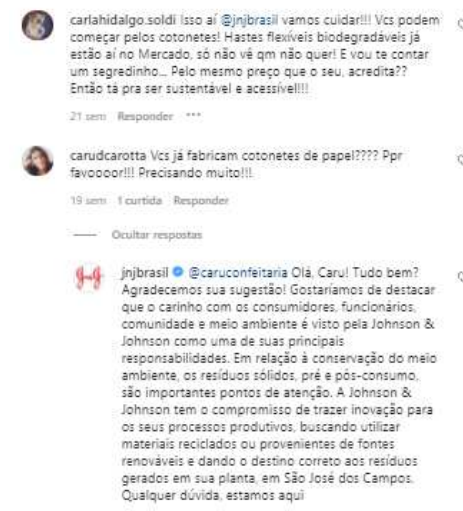 carlahidalgo.soldi Isso aí @jnjbrasil vamos cuidar!!! Vcs podem
começar pelos cotonetes! Hastes flexíveis biodegradáveis já
estão aí no Mercado, só não vê qm não quer! E vou te contar
um segredinho... Pelo mesmo preço que o seu, acredita??
Então tá pra ser sustentável e acessível!!!
21 sem Responder •••
carudcarotta Vcs já fabricam cotonetes de papel???? Ppr
favoooor!!! Precisando muito!!!
19 sem 1 curtida Responder
Ocultar respostas
jnjbrasil @caruconfeitaria Olá, Caru! Tudo bem?
Agradecemos sua sugestão! Gostaríamos de destacar
que o carinho com os consumidores, funcionários,
comunidade e meio ambiente é visto pela Johnson &
Johnson como uma de suas principais
responsabilidades. Em relação à conservação do meio
ambiente, os resíduos sólidos, pré e pós-consumo,
são importantes pontos de atenção. A Johnson &
Johnson tem o compromisso de trazer inovação para
os seus processos produtivos, buscando utilizar
materiais reciclados ou provenientes de fontes
renováveis e dando o destino correto aos resíduos
gerados em sua planta, em São José dos Campos.
Qualquer dúvida, estamos aqui